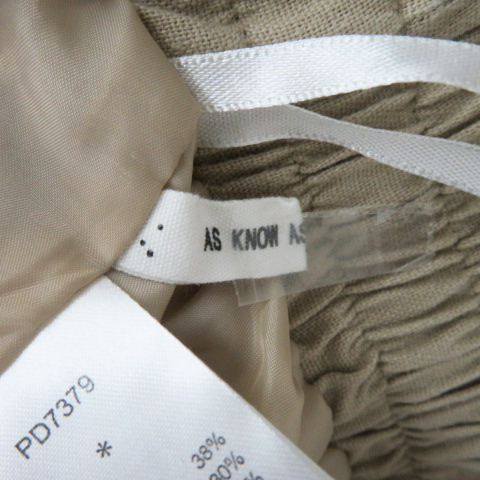 AS KNOW AS
PD7379
*
38%